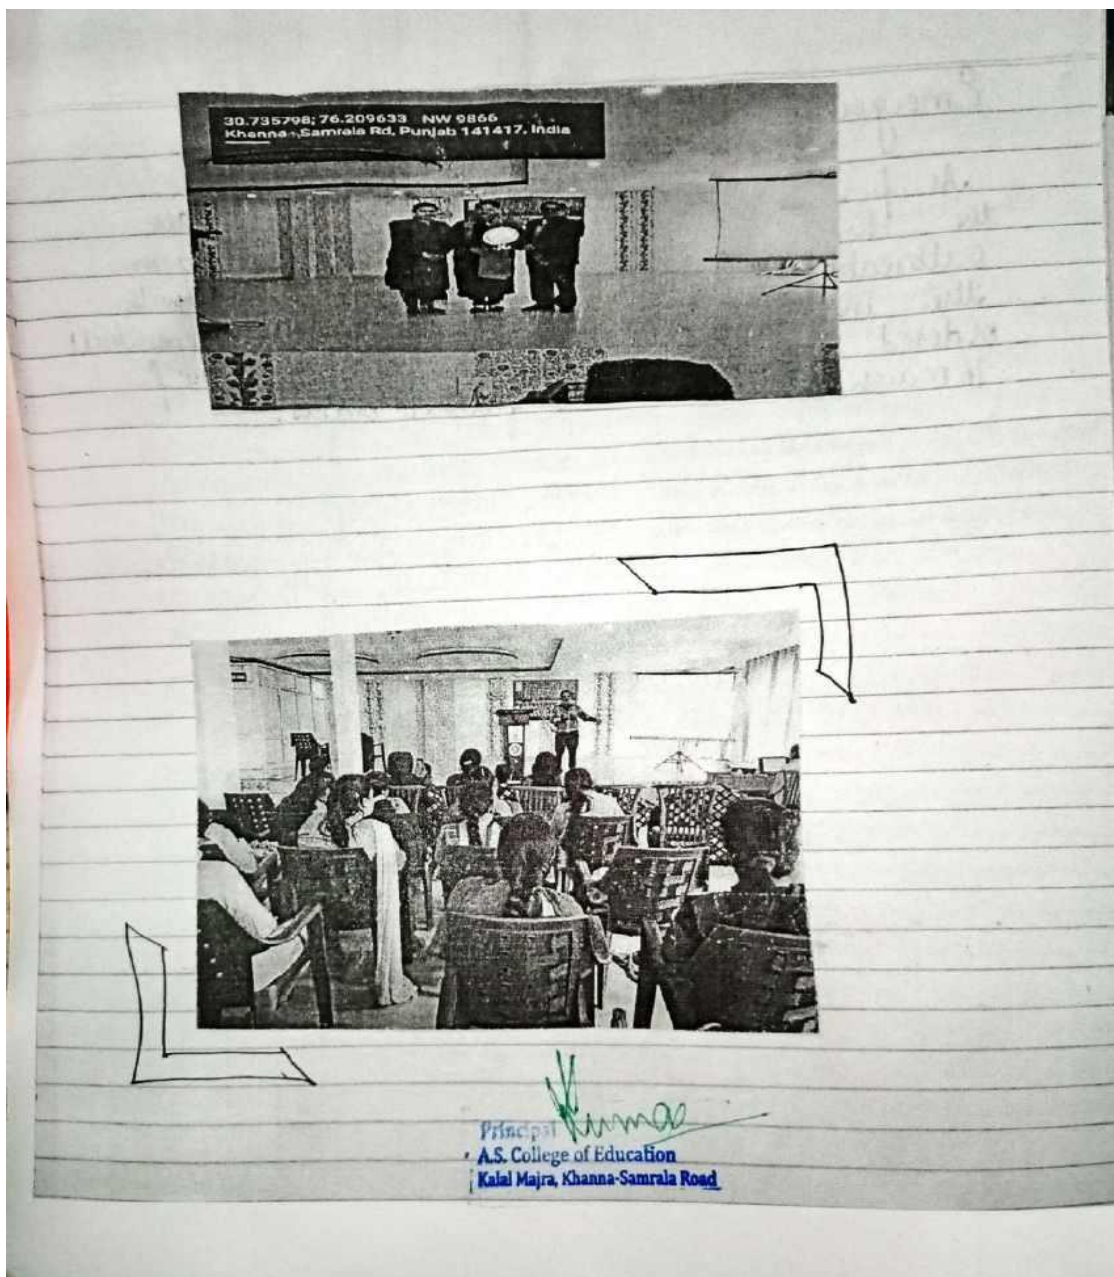 30.735798; 76.209633 NW 9866
Khanna - Samrala Rd, Punjab 141417, India
Kumar
Principal
A.S. College of Education
Kalal Majra, Khanna-Samrala Road